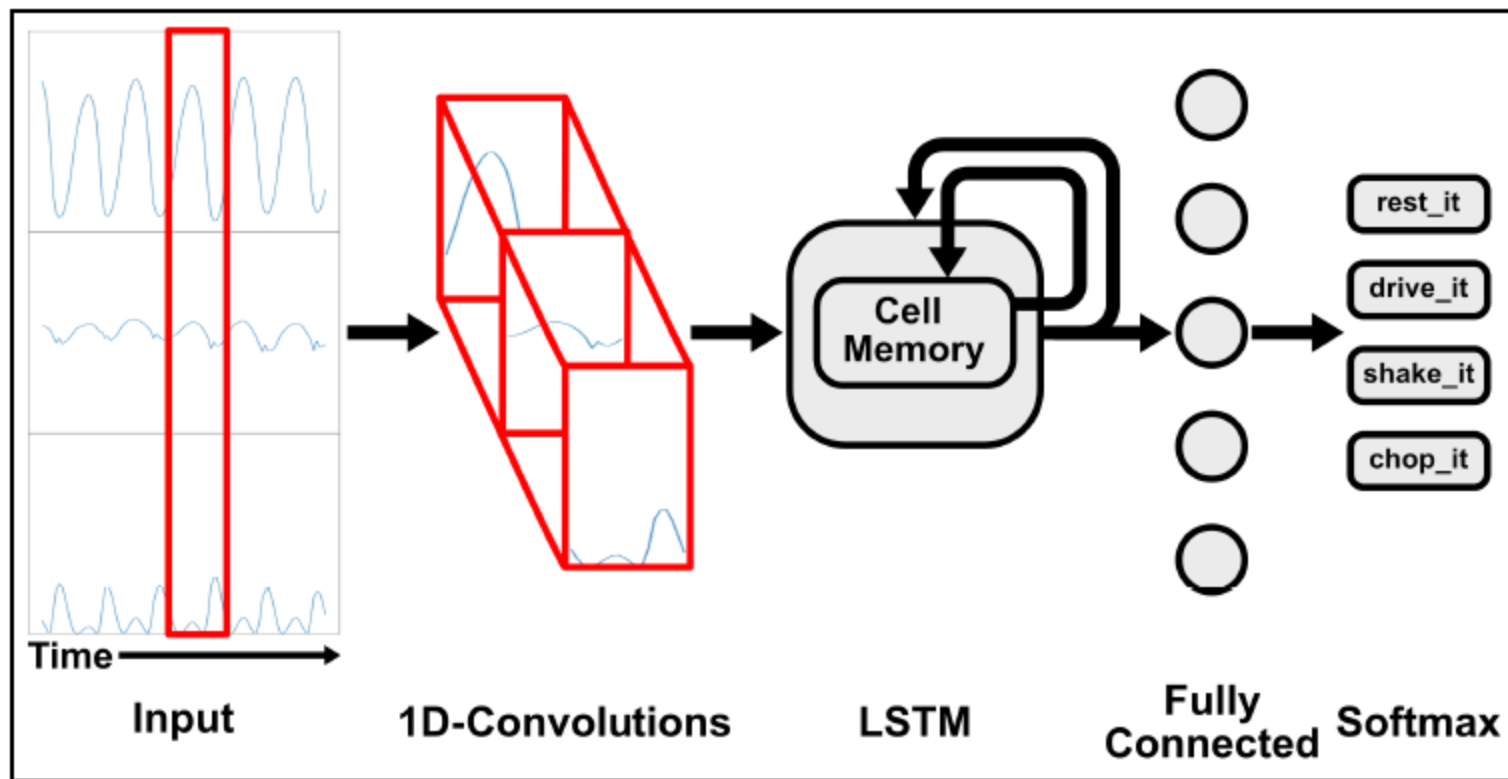 Time
Input
1D-Convolutions
Cell
Memory
LSTM
Fully
Connected
rest_it
drive_it
shake_it
chop_it
Softmax